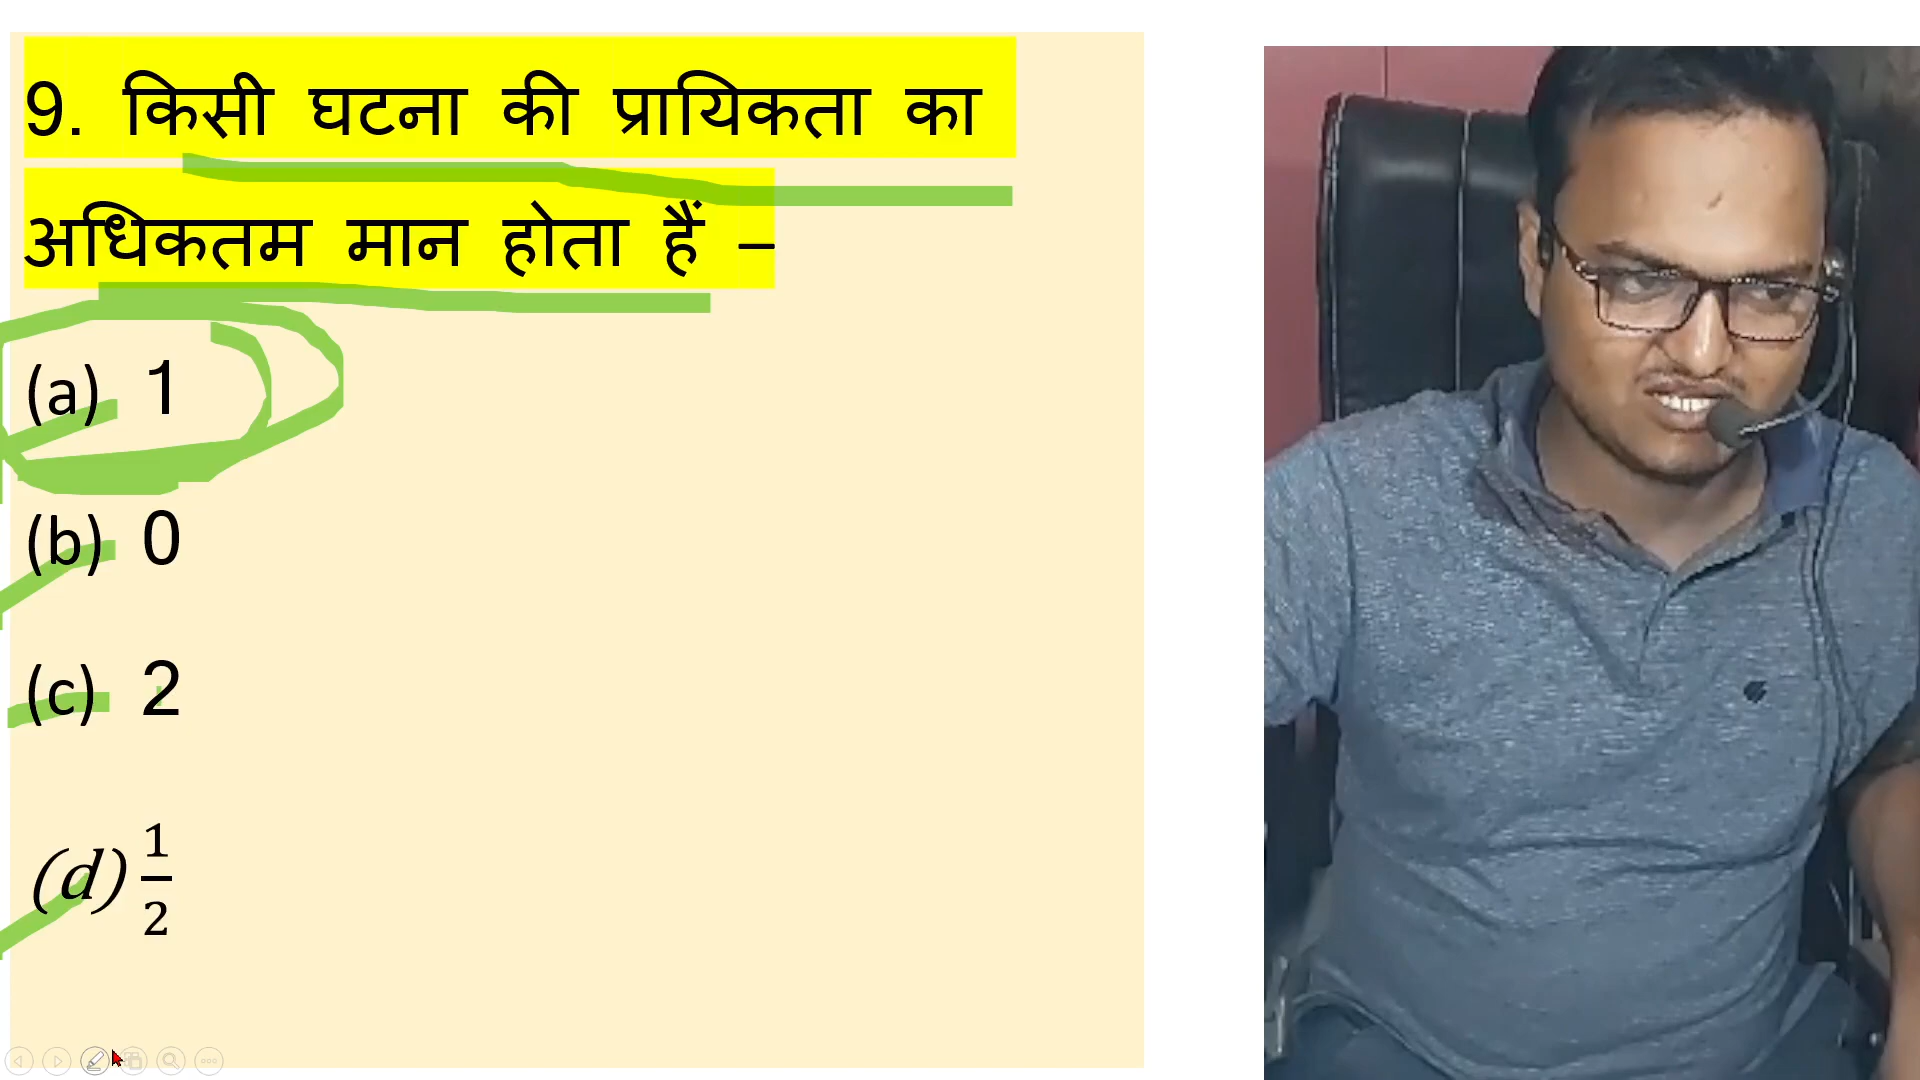 9. किसी घटना की प्रायिकता का
अधिकतम मान होता हैं –
(a) 1
(b) 0
(c) 2
(d) 1/2